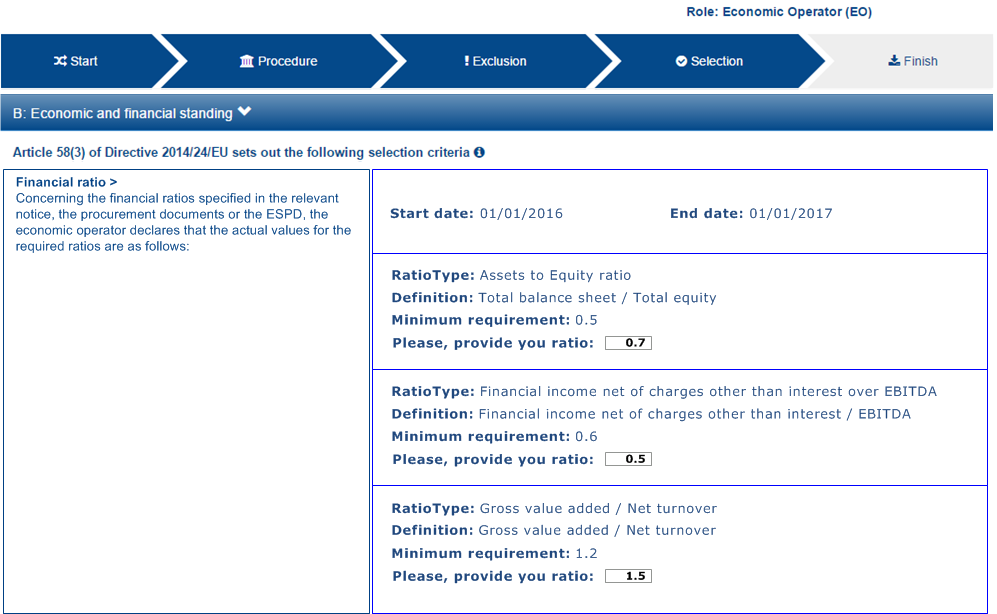 Role: Economic Operator (EO)
Start
Procedure
Exclusion
Selection
Finish
B: Economic and financial standing
Article 58(3) of Directive 2014/24/EU sets out the following selection criteria
Financial ratio >
Concerning the financial ratios specified in the relevant
notice, the procurement documents or the ESPD, the
economic operator declares that the actual values for the
required ratios are as follows:
Start date: 01/01/2016 End date: 01/01/2017
RatioType: Assets to Equity ratio
Definition: Total balance sheet / Total equity
Minimum requirement: 0.5
Please, provide you ratio: 0.7
RatioType: Financial income net of charges other than interest over EBITDA
Definition: Financial income net of charges other than interest / EBITDA
Minimum requirement: 0.6
Please, provide you ratio: 0.5
RatioType: Gross value added / Net turnover
Definition: Gross value added / Net turnover
Minimum requirement: 1.2
Please, provide you ratio: 1.5